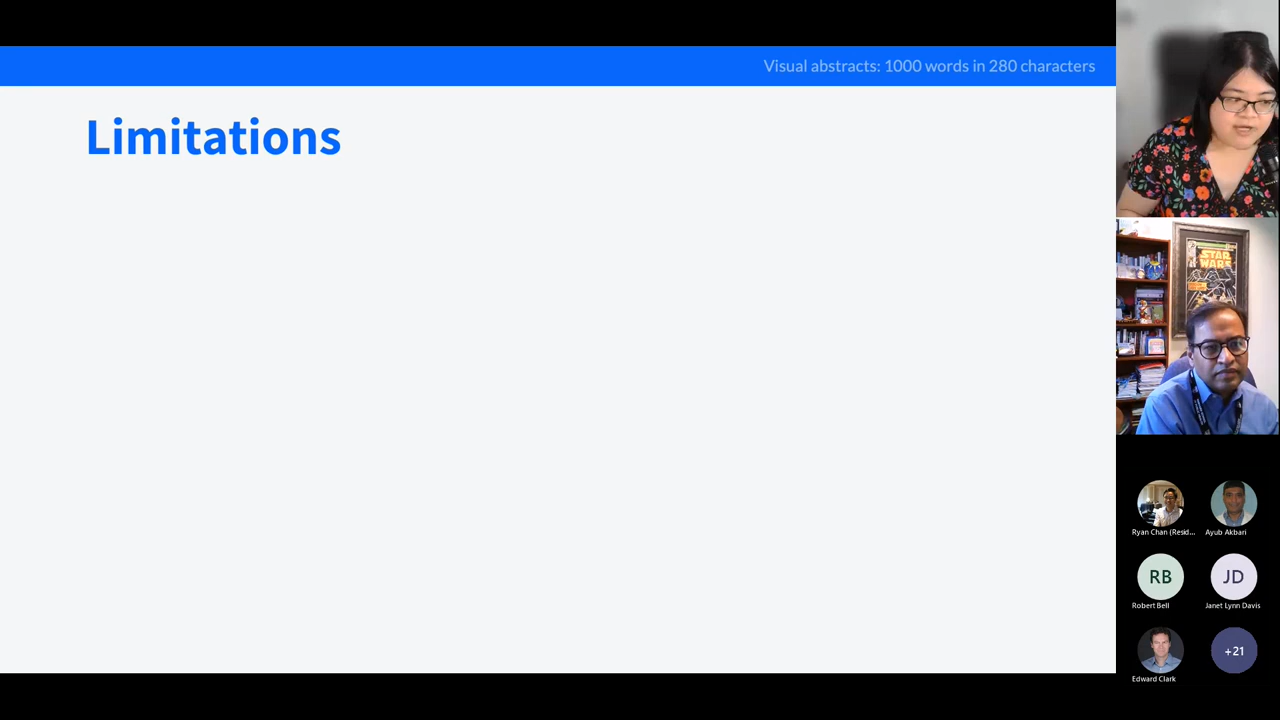 Visual abstracts: 1000 words in 280 characters
Limitations
STAR
WARS
Ryan Chan (Resid...
Ayub Akbari
RB
JD
Robert Bell
Janet Lynn Davis
+21
Edward Clark